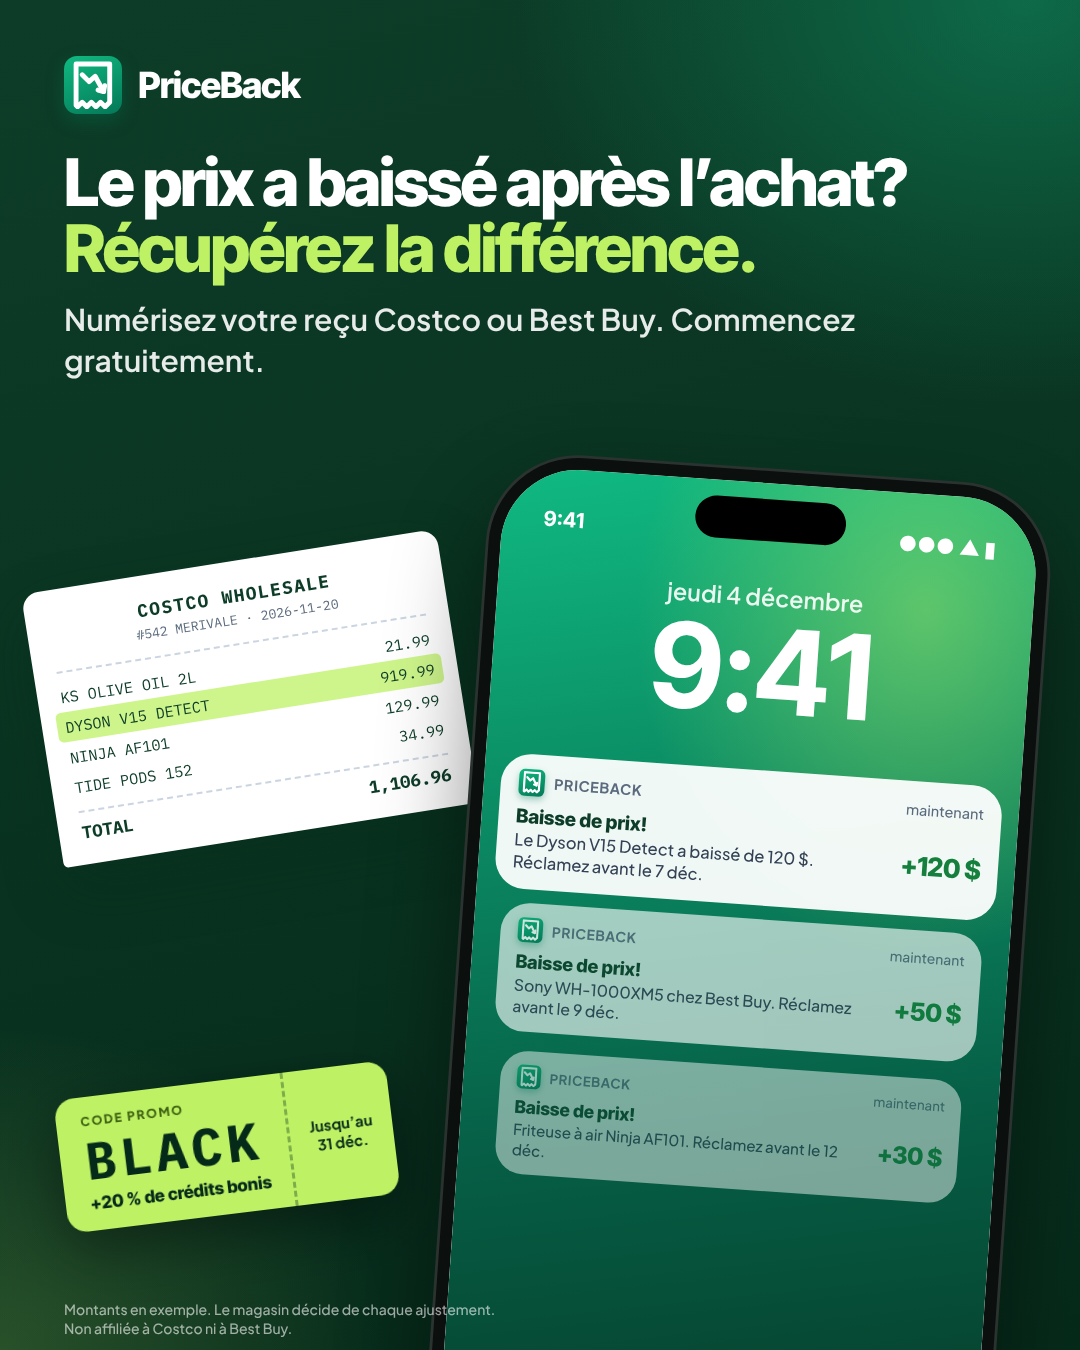 PriceBack
Le prix a baissé après l’achat?
Récupérez la différence.
Numérisez votre reçu Costco ou Best Buy. Commencez
gratuitement.
COSTCO WHOLESALE
#542 MERIVALE · 2026-11-20
KS OLIVE OIL 2L 21.99
DYSON V15 DETECT 919.99
NINJA AF101 129.99
TIDE PODS 152 34.99
TOTAL 1,106.96
9:41
jeudi 4 décembre
9:41
PRICEBACK
maintenant
Baisse de prix!
Le Dyson V15 Detect a baissé de 120 $.
Réclamez avant le 7 déc.
+120 $
PRICEBACK
maintenant
Baisse de prix!
Sony WH-1000XM5 chez Best Buy. Réclamez
avant le 9 déc.
+50 $
PRICEBACK
maintenant
Baisse de prix!
Friteuse à air Ninja AF101. Réclamez avant le 12
déc.
+30 $
CODE PROMO
BLACK
+20 % de crédits bonis
Jusqu’au
31 déc.
Montants en exemple. Le magasin décide de chaque ajustement.
Non affiliée à Costco ni à Best Buy.